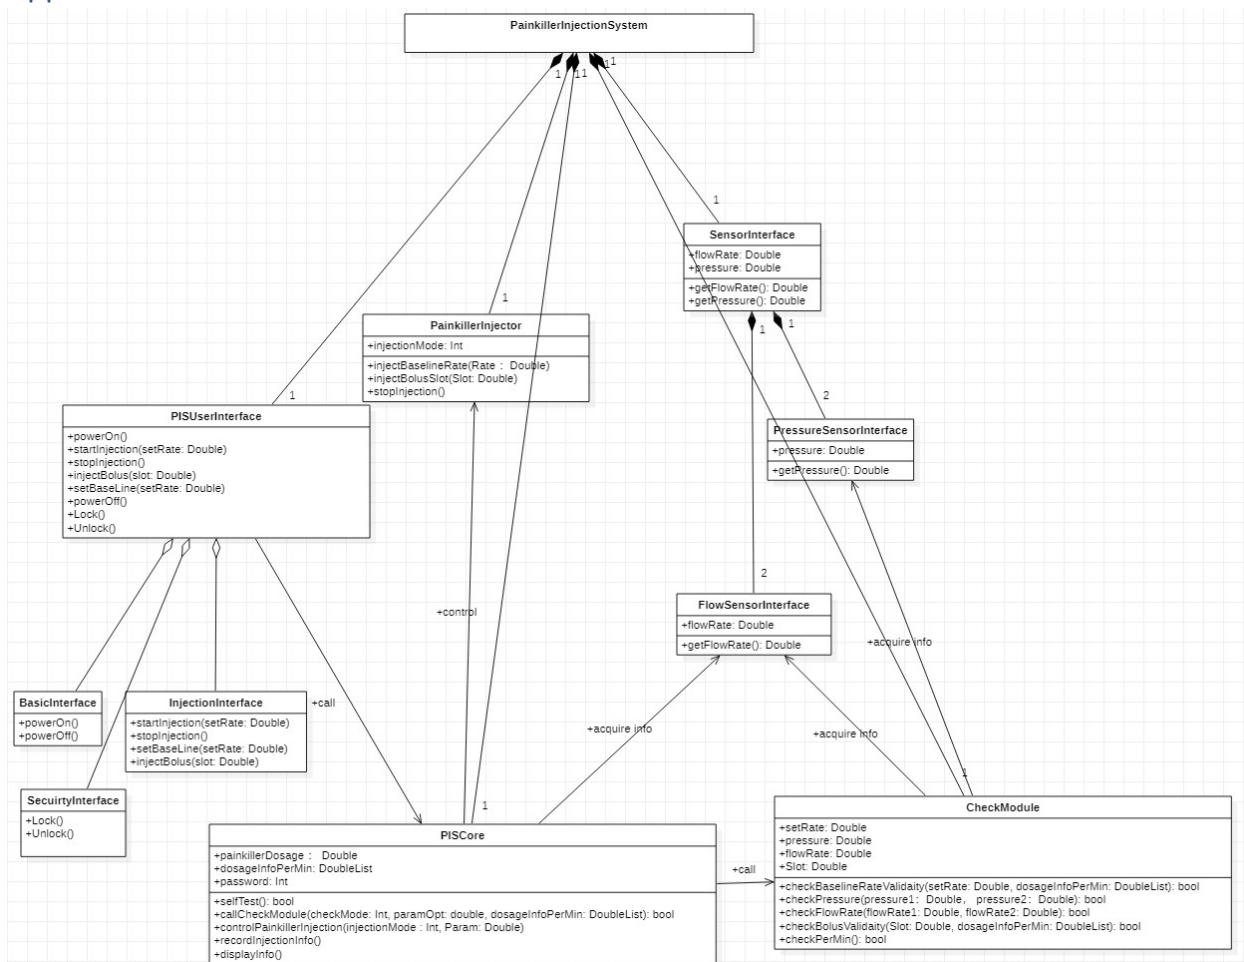 PainkillerInjectionSystem
1
11
11
1
SensorInterface
+flowRate: Double
+pressure: Double
+getFlowRate(): Double
+getPressure(): Double
1
1
1
PainkillerInjector
+injectionMode: Int
+injectBaselineRate(Rate : Double)
+injectBolusSlot(Slot: Double)
+stopInjection()
1
2
PISUserInterface
+powerOn()
+startInjection(setRate: Double)
+stopInjection()
+injectBolus(slot: Double)
+setBaseLine(setRate: Double)
+powerOff()
+Lock()
+Unlock()
PressureSensorInterface
+pressure: Double
+getPressure(): Double
2
FlowSensorInterface
+flowRate: Double
+getFlowRate(): Double
+control
+acquire info
BasicInterface
+powerOn()
+powerOff()
InjectionInterface
+startInjection(setRate: Double)
+stopInjection()
+setBaseLine(setRate: Double)
+injectBolus(slot: Double)
+call
+acquire info
+acquire info
SecuirtyInterface
+Lock()
+Unlock()
1
1
PISCore
+painkillerDosage : Double
+dosageInfoPerMin: DoubleList
+password: Int
+selfTest(): bool
+callCheckModule(checkMode: Int, paramOpt: double, dosageInfoPerMin: DoubleList): bool
+controlPainkillerInjection(injectionMode : Int, Param: Double)
+recordInjectionInfo()
+displayInfo()
+call
CheckModule
+setRate: Double
+pressure: Double
+flowRate: Double
+Slot: Double
+checkBaselineRateValidaity(setRate: Double, dosageInfoPerMin: DoubleList): bool
+checkPressure(pressure1: Double, pressure2: Double): bool
+checkFlowRate(flowRate1: Double, flowRate2: Double): bool
+checkBolusValidaity(Slot: Double, dosageInfoPerMin: DoubleList): bool
+checkPerMin(): bool